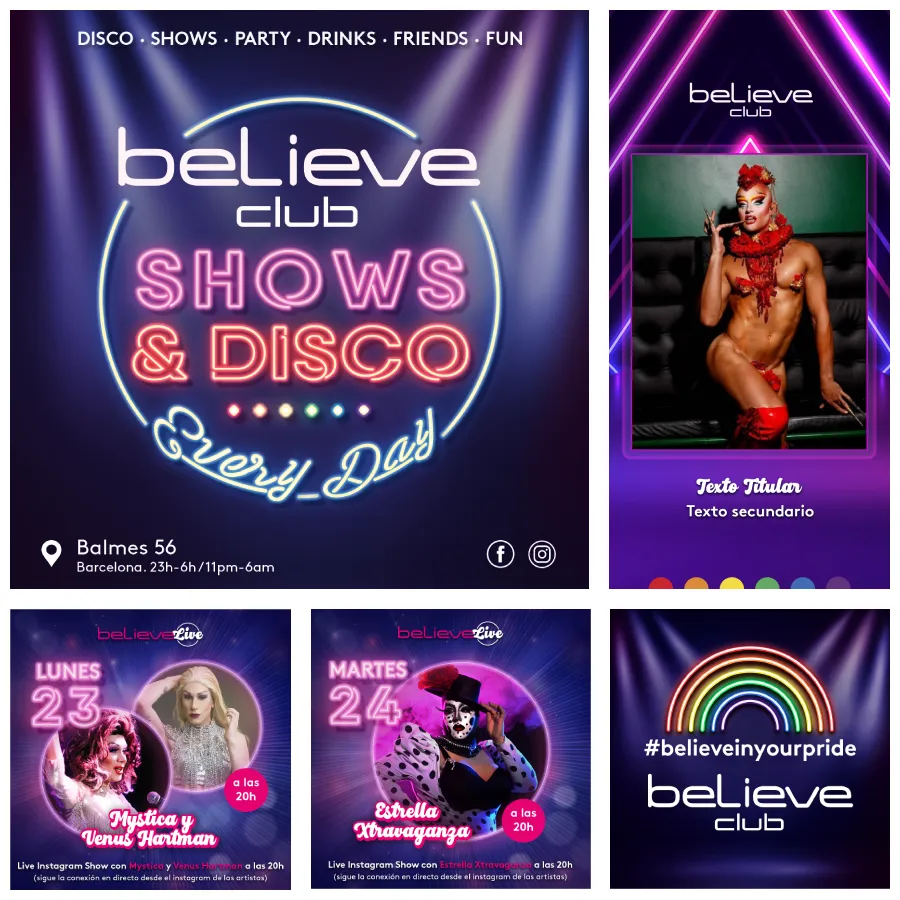 DISCO · SHOWS · PARTY · DRINKS · FRIENDS · FUN
beLieve
club
SHOWS
& DISCO
Every_Day
Balmes 56
Barcelona. 23h-6h/11pm-6am
beLieve
club
Texto Titular
Texto secundario
beLieve Live
LUNES
23
a las
20h
Mystica y
Venus Hartman
Live Instagram Show con Mystica y Venus Hartman a las 20h
(sigue la conexión en directo desde el instagram de las artistas)
beLieve Live
MARTES
24
a las
20h
Estrella
Xtravaganza
Live Instagram Show con Estrella Xtravaganza a las 20h
(sigue la conexión en directo desde el instagram de las artistas)
#believeinyourpride
beLieve
club